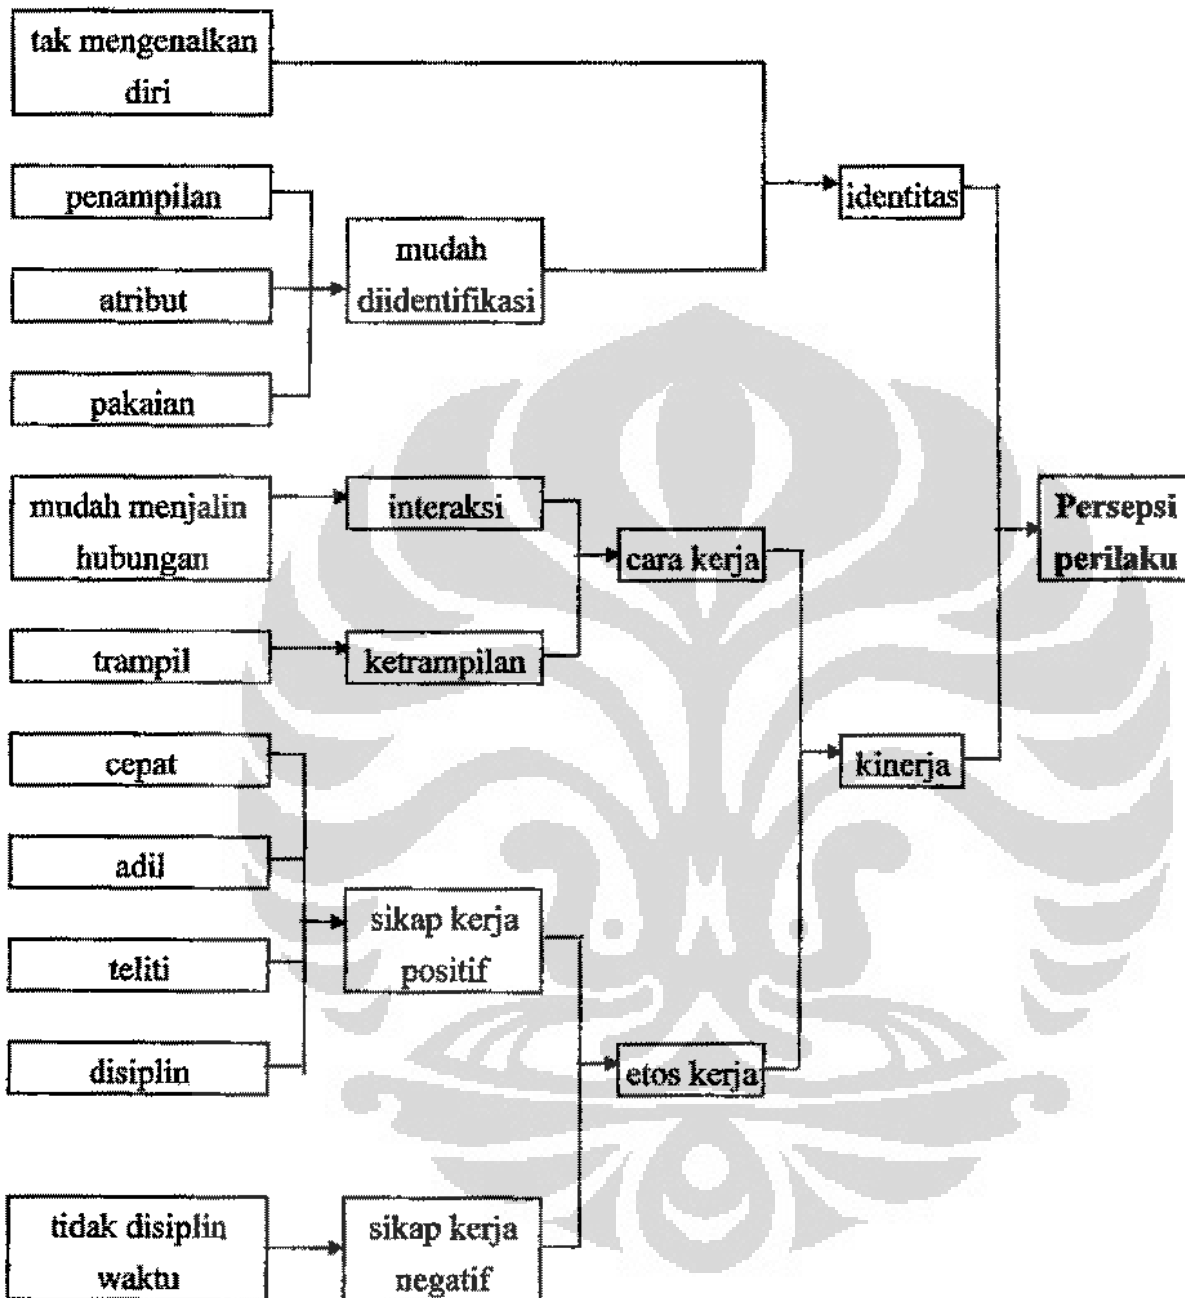 tak mengenalkan
diri
penampilan
atribut
pakaian
mudah
diidentifikasi
identitas
mudah menjalin
hubungan
interaksi
trampil
ketrampilan
cara kerja
Persepsi
perilaku
cepat
adil
teliti
disiplin
sikap kerja
positif
kinerja
etos kerja
tidak disiplin
waktu
sikap kerja
negatif